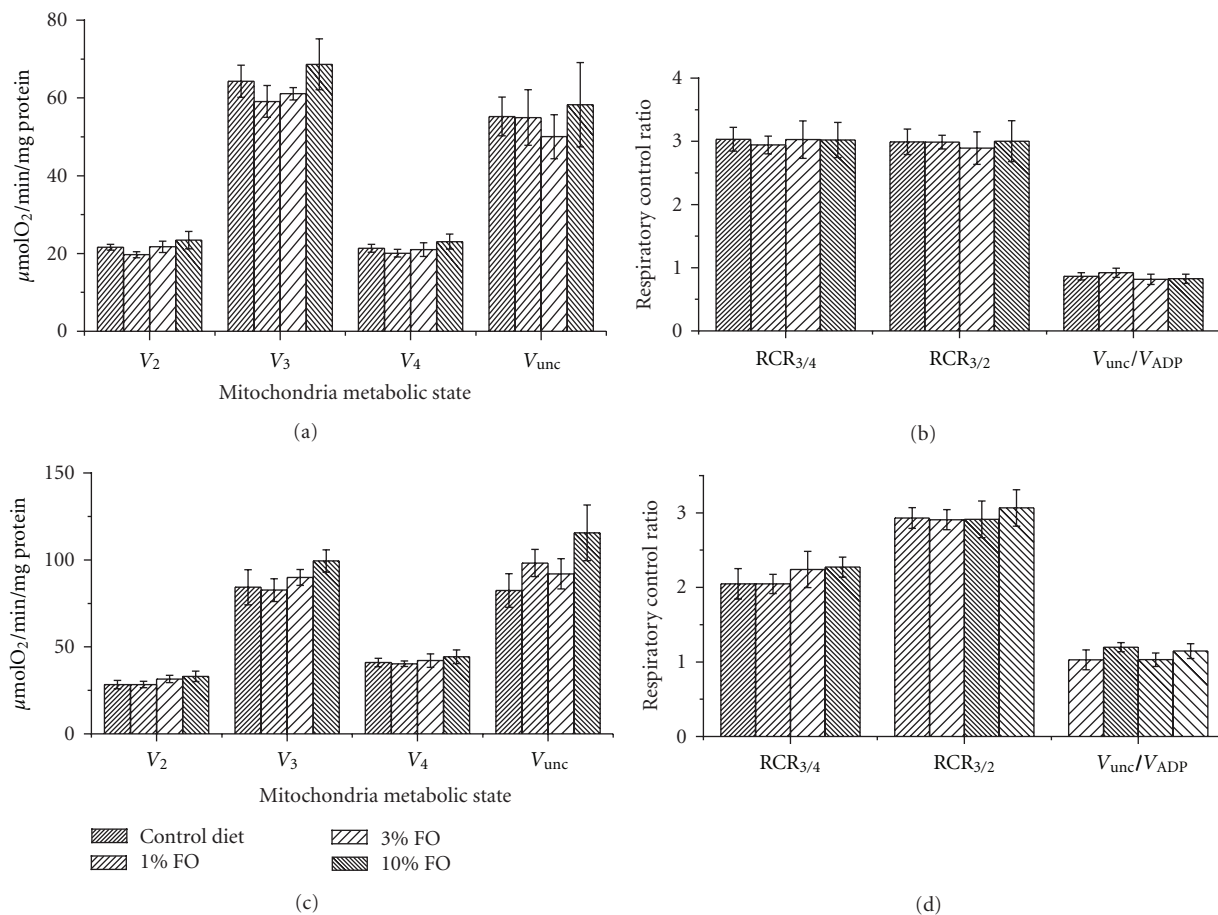 (a)
µmolO₂/min/mg protein
80
70
60
40
20
0
V₂ V₃ V₄ Vunc
Mitochondria metabolic state
(a)
Respiratory control ratio
4
3
2
1
0
RCR₃/₄ RCR₃/₂ Vunc/VADP
(b)
µmolO₂/min/mg protein
150
100
50
0
V₂ V₃ V₄ Vunc
Mitochondria metabolic state
Control diet
1% FO
3% FO
10% FO
(c)
Respiratory control ratio
3
2
1
0
RCR₃/₄ RCR₃/₂ Vunc/VADP
(d)